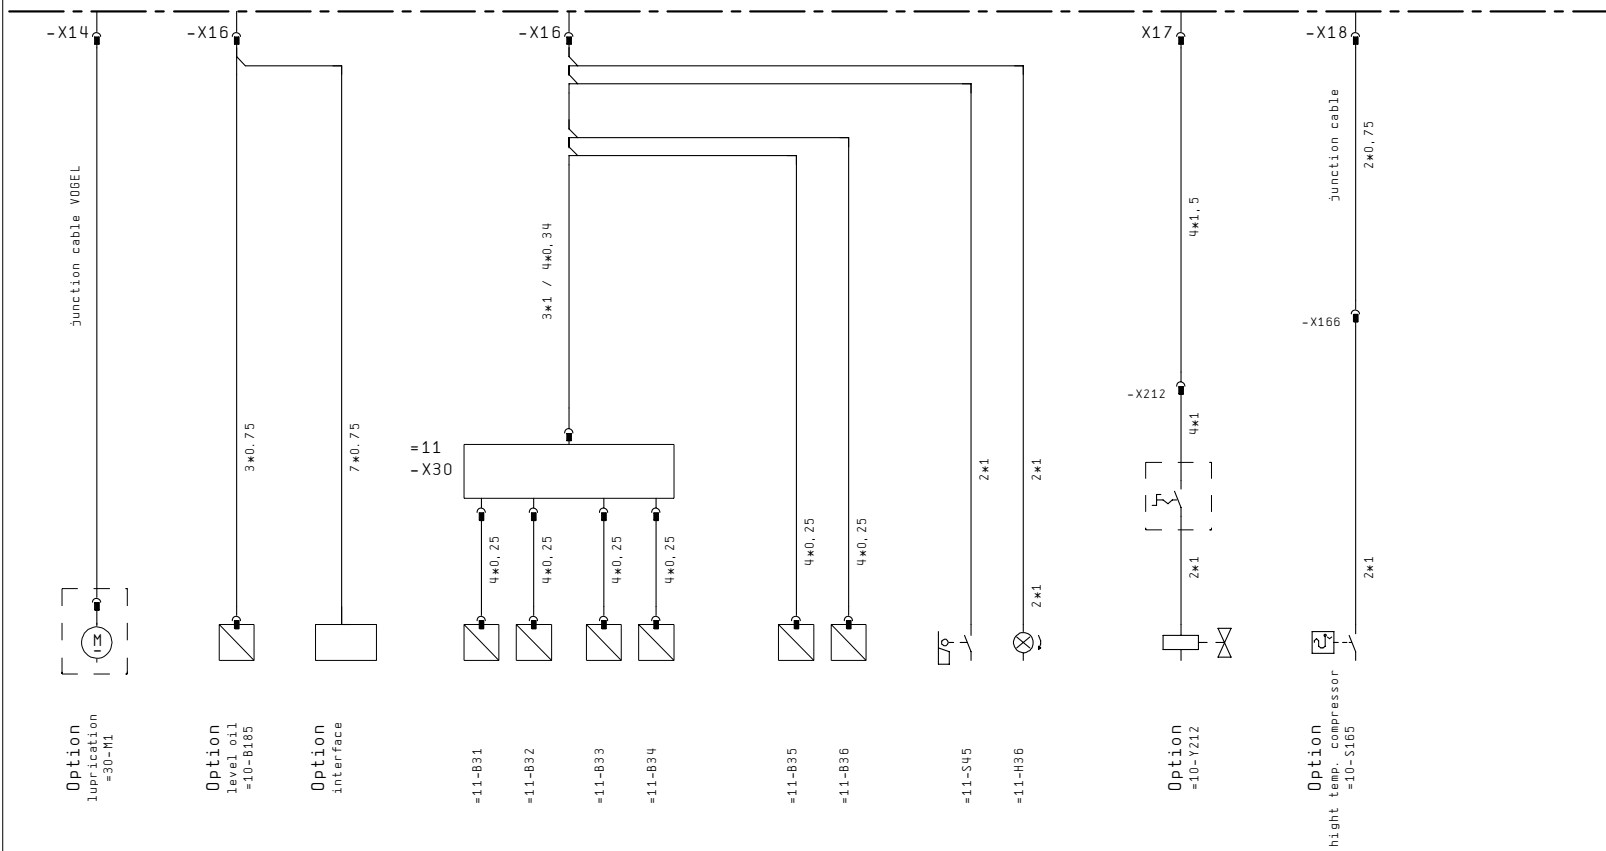 -X14
-X16
-X16
X17
-X18
junction cable VOGEL
3*0.75
7*0.75
3*1 / 4*0,34
=11
-X30
4*0,25
4*0,25
4*0,25
4*0,25
4*0,25
4*0,25
2*1
2*1
2*1
4*1,5
-X212
4*1
2*1
junction cable
2*0,75
-X166
2*1
M
Option
luprication
=30-M1
Option
level oil
=10-B185
Option
interface
=11-B31
=11-B32
=11-B33
=11-B34
=11-B35
=11-B36
=11-S45
=11-H36
Option
=10-Y212
Option
hight temp. compressor
=10-S165